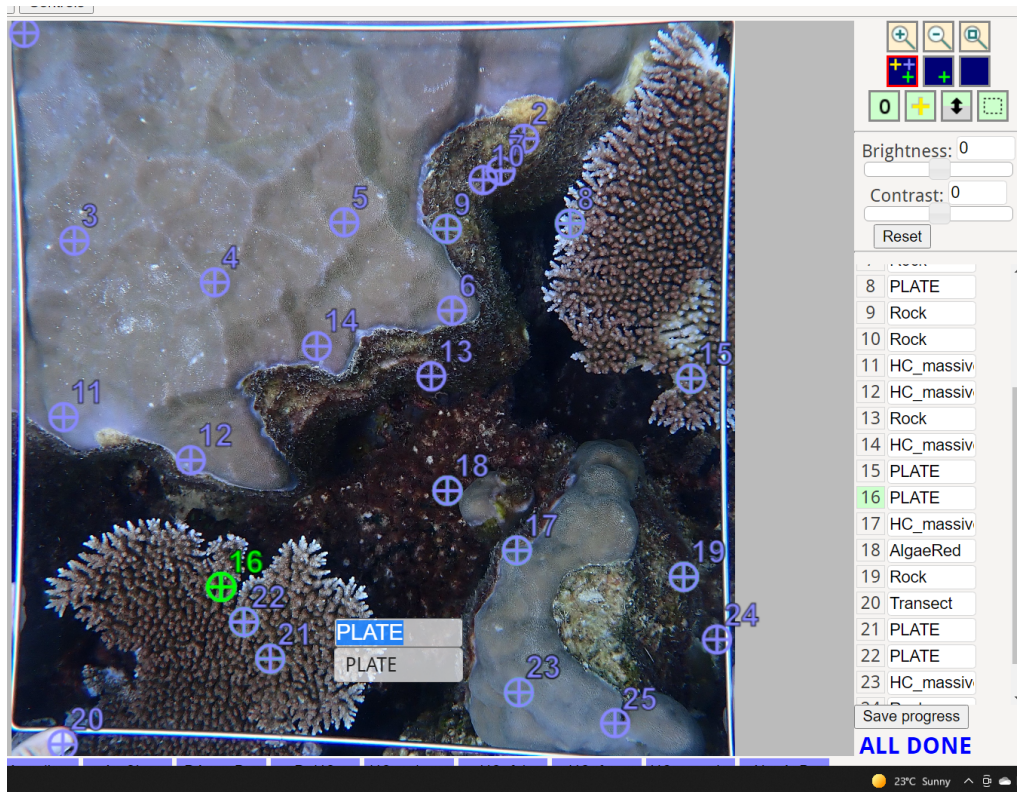 Controls
2
7
10
5
9
8
3
4
6
14
13
15
11
12
18
17
16
19
22
24
21
PLATE
PLATE
23
25
20
0
Brightness: 0
Contrast: 0
Reset
8 PLATE
9 Rock
10 Rock
11 HC_massiv
12 HC_massiv
13 Rock
14 HC_massiv
15 PLATE
16 PLATE
17 HC_massiv
18 AlgaeRed
19 Rock
20 Transect
21 PLATE
22 PLATE
23 HC_massiv
Save progress
ALL DONE
23°C Sunny